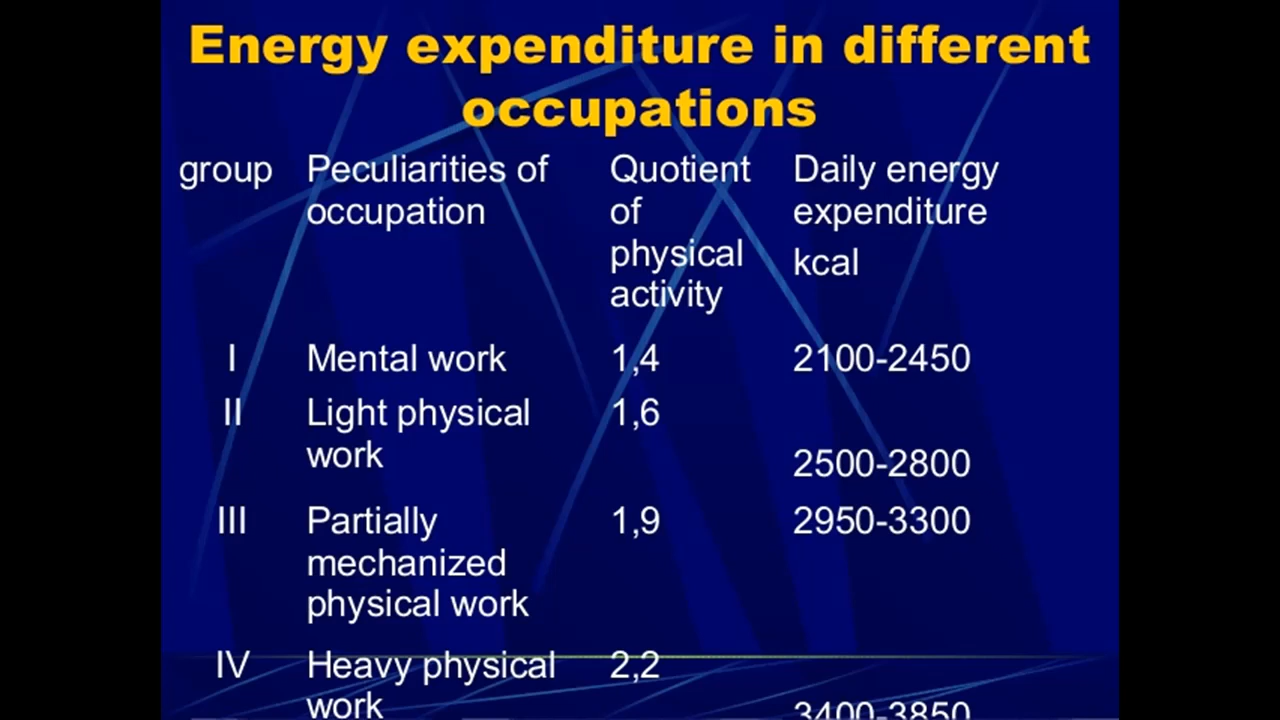 Energy expenditure in different
occupations
group Peculiarities of occupation Quotient of physical activity Daily energy expenditure kcal
I Mental work 1,4 2100-2450
II Light physical work 1,6 2500-2800
III Partially mechanized physical work 1,9 2950-3300
IV Heavy physical work 2,2 3400-3850